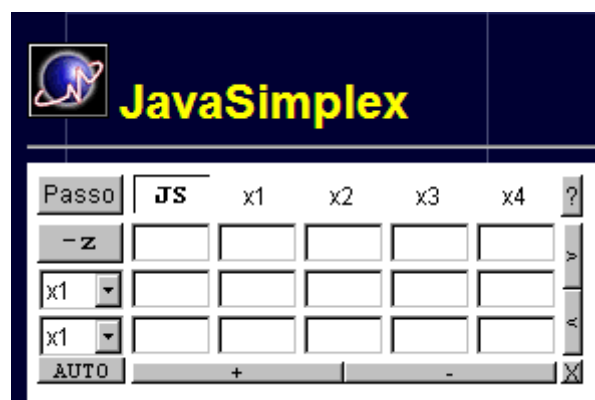 JavaSimplex
Passo JS x1 x2 x3 x4 ?
-z >
x1
x1 <
AUTO + - X